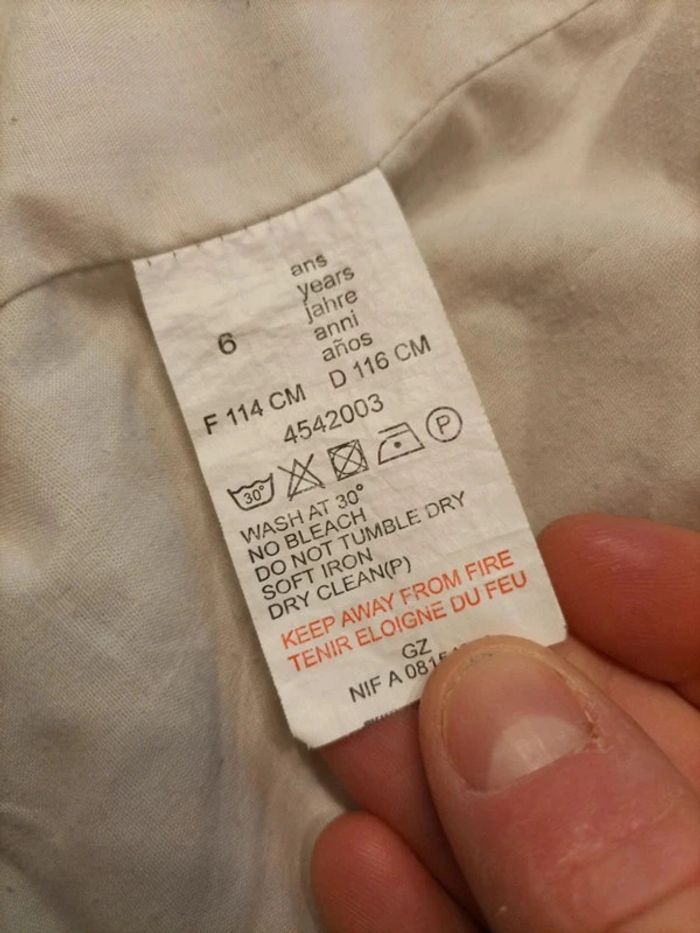 ans
years
jahre
6
anni
años
F 114 CM D 116 CM
4542003
30° P
WASH AT 30°
NO BLEACH
DO NOT TUMBLE DRY
SOFT IRON
DRY CLEAN(P)
KEEP AWAY FROM FIRE
TENIR ELOIGNE DU FEU
GZ
NIF A